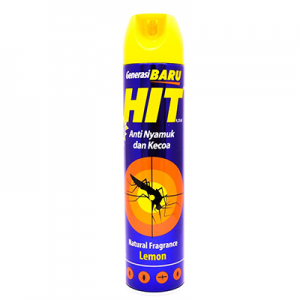 Generasi BARU
HIT
Anti Nyamuk
dan Kecoa
Natural Fragrance
Lemon